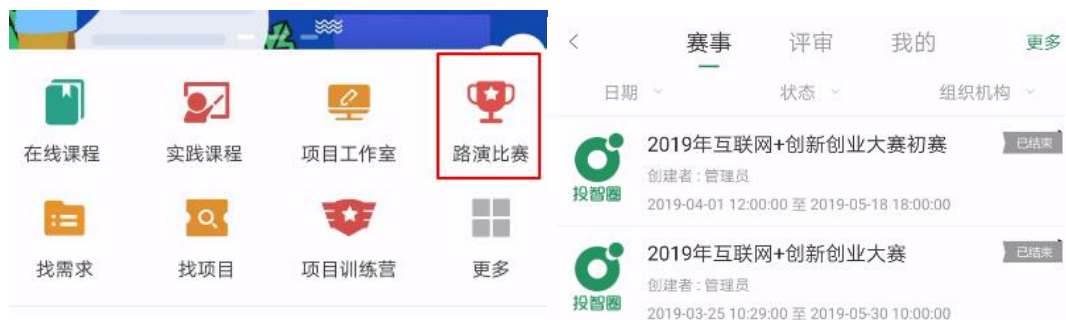 在线课程 实践课程 项目工作室 路演比赛
找需求 找项目 项目训练营 更多
赛事 评审 我的 更多
日期 状态 组织机构
2019年互联网+创新创业大赛初赛 已结束
创建者：管理员
投智圈
2019-04-01 12:00:00 至 2019-05-18 18:00:00
2019年互联网+创新创业大赛 已结束
创建者：管理员
投智圈
2019-03-25 10:29:00 至 2019-05-30 10:00:00